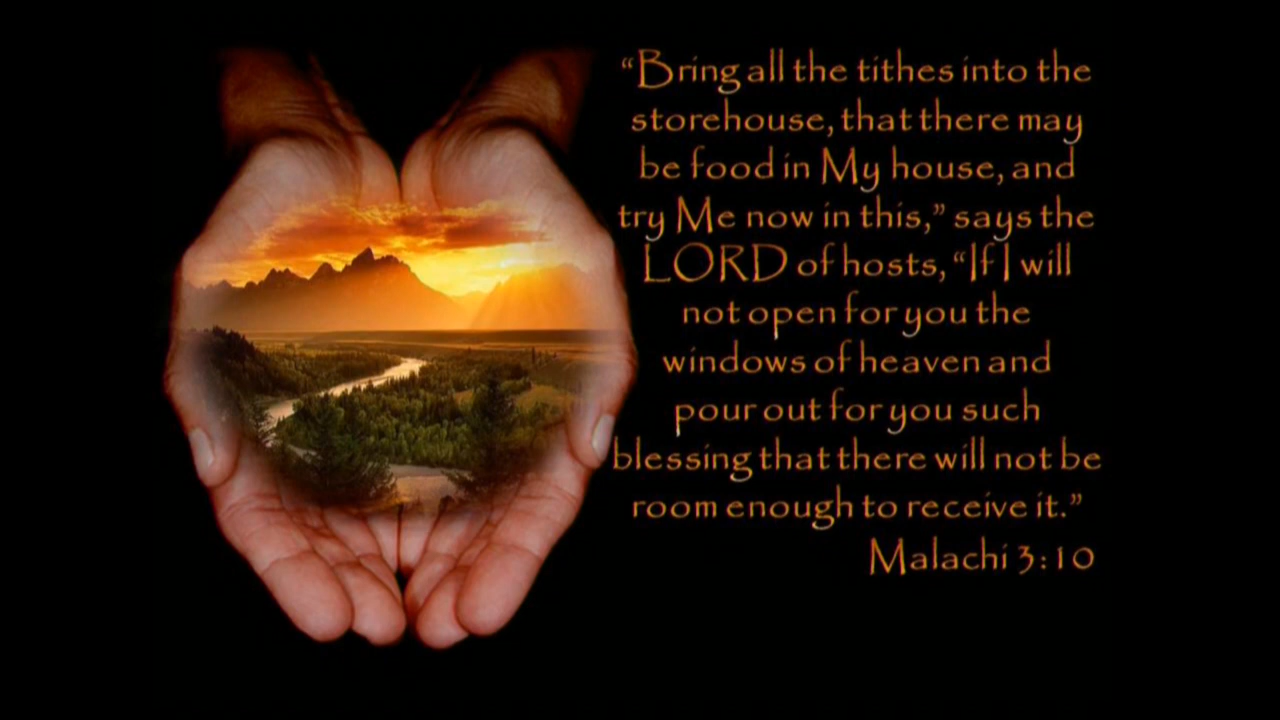 “Bring all the tithes into the
storehouse, that there may
be food in My house, and
try Me now in this,” says the
LORD of hosts, “If I will
not open for you the
windows of heaven and
pour out for you such
blessing that there will not be
room enough to receive it.”
Malachi 3:10